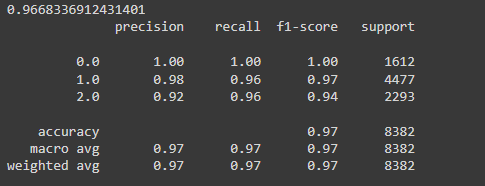 0.9668336912431401
precision recall f1-score support
0.0 1.00 1.00 1.00 1612
1.0 0.98 0.96 0.97 4477
2.0 0.92 0.96 0.94 2293
accuracy 0.97 8382
macro avg 0.97 0.97 0.97 8382
weighted avg 0.97 0.97 0.97 8382